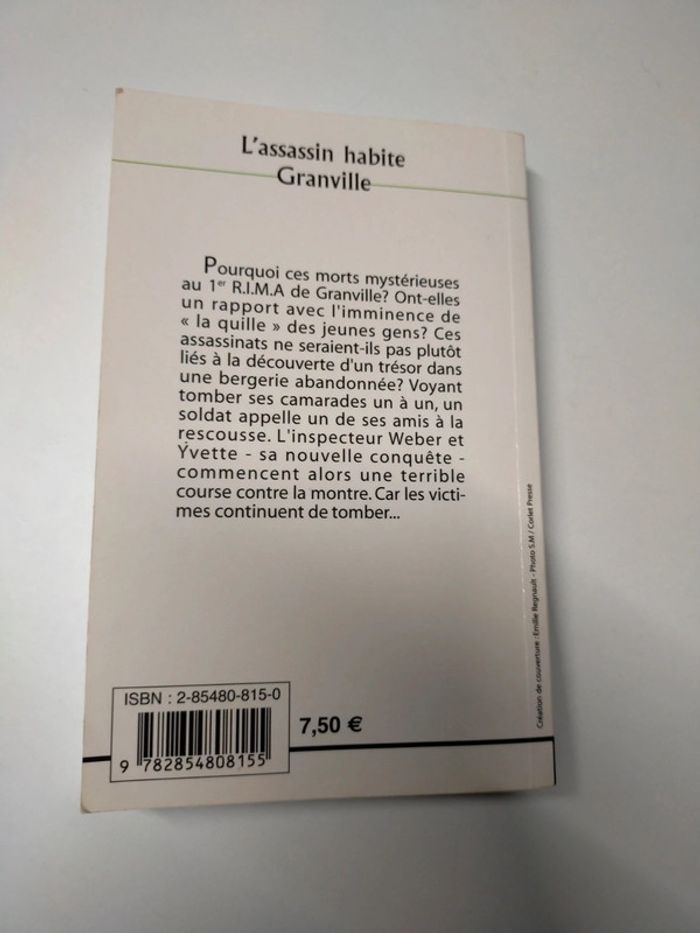 L'assassin habite
Granville
Pourquoi ces morts mystérieuses
au 1er R.I.M.A de Granville? Ont-elles
un rapport avec l'imminence de
« la quille » des jeunes gens? Ces
assassinats ne seraient-ils pas plutôt
liés à la découverte d'un trésor dans
une bergerie abandonnée? Voyant
tomber ses camarades un à un, un
soldat appelle un de ses amis à la
rescousse. L'inspecteur Weber et
Yvette - sa nouvelle conquête -
commencent alors une terrible
course contre la montre. Car les victi-
mes continuent de tomber...
Création de couverture : Emilie Regnault - Photo S.M / Corlet Presse
ISBN : 2-85480-815-0
7,50 €
9 782854 808155